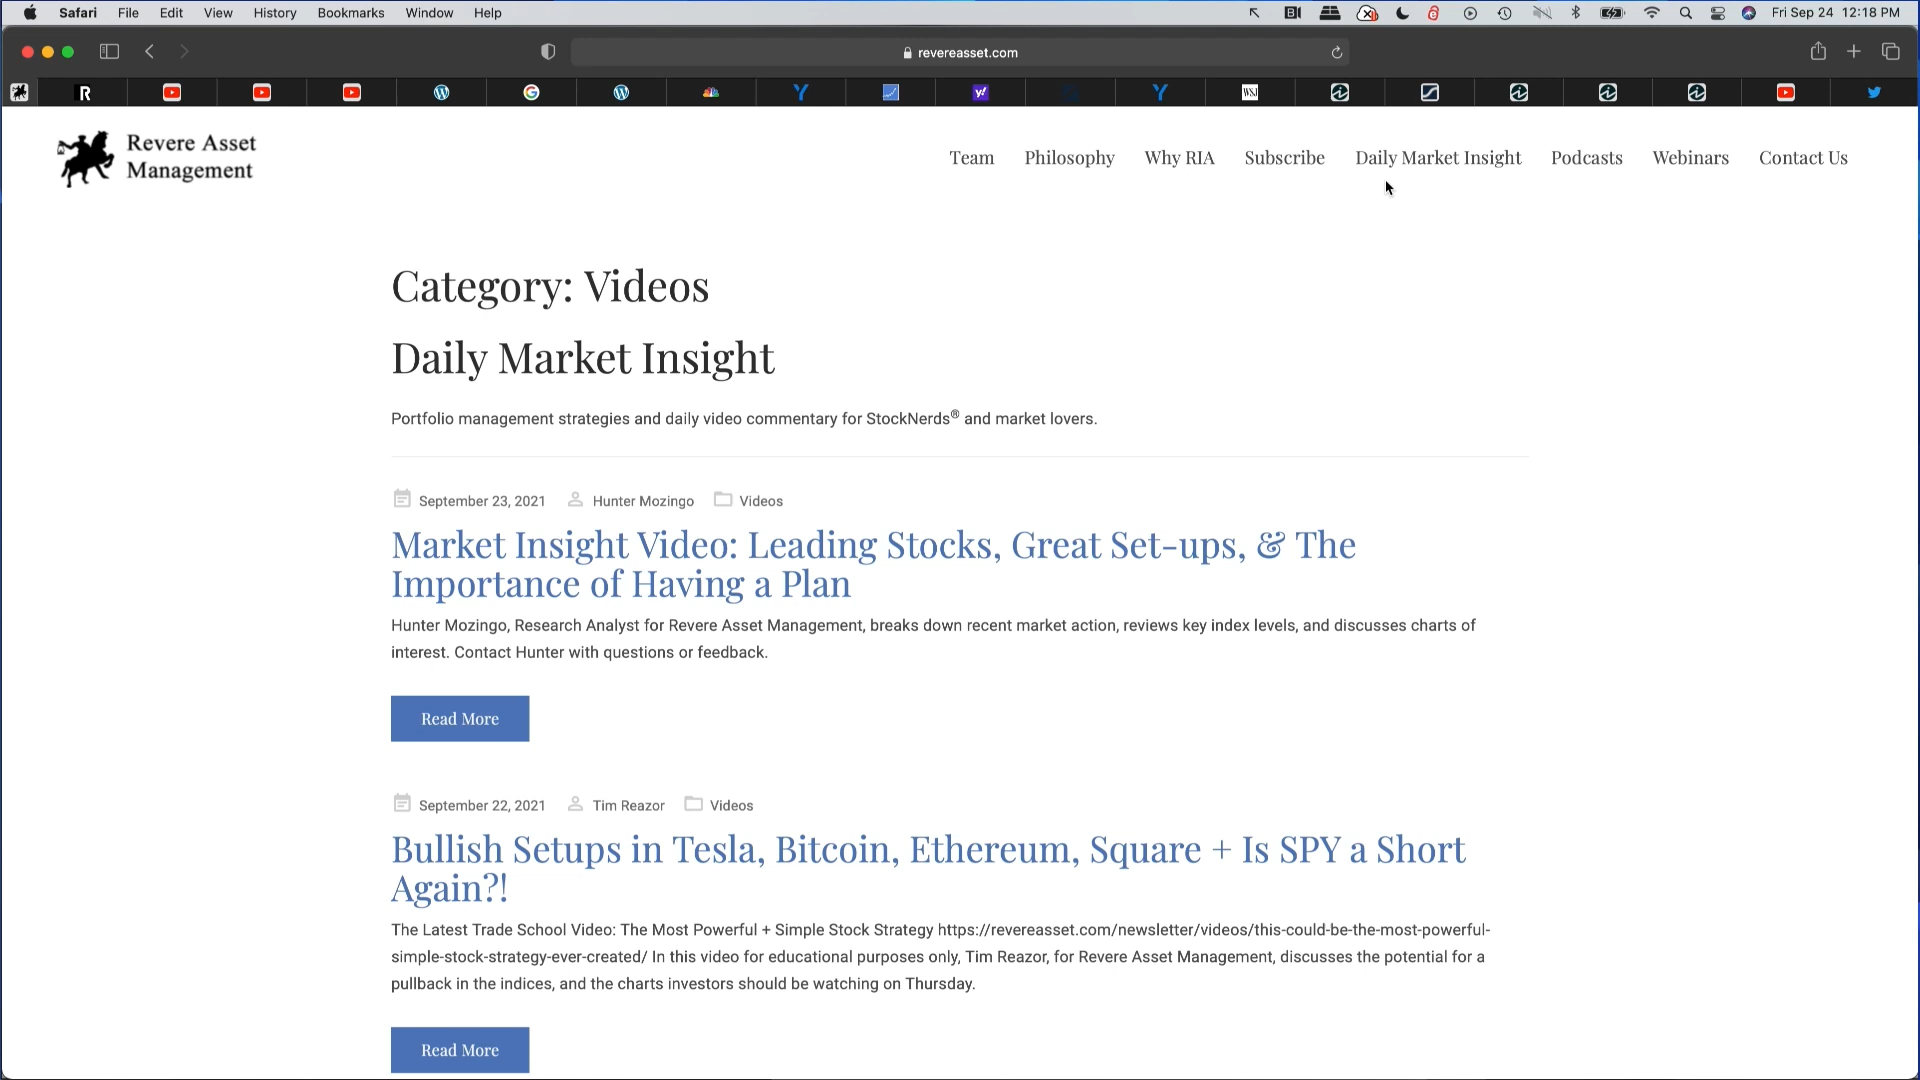 Safari File Edit View History Bookmarks Window Help
Fri Sep 24 12:18 PM
revereasset.com
WSJ
Revere Asset
Management
Team Philosophy Why RIA Subscribe Daily Market Insight Podcasts Webinars Contact Us
Category: Videos
Daily Market Insight
Portfolio management strategies and daily video commentary for StockNerds® and market lovers.
September 23, 2021 Hunter Mozingo Videos
Market Insight Video: Leading Stocks, Great Set-ups, & The
Importance of Having a Plan
Hunter Mozingo, Research Analyst for Revere Asset Management, breaks down recent market action, reviews key index levels, and discusses charts of
interest. Contact Hunter with questions or feedback.
Read More
September 22, 2021 Tim Reazor Videos
Bullish Setups in Tesla, Bitcoin, Ethereum, Square + Is SPY a Short
Again?!
The Latest Trade School Video: The Most Powerful + Simple Stock Strategy https://revereasset.com/newsletter/videos/this-could-be-the-most-powerful-
simple-stock-strategy-ever-created/ In this video for educational purposes only, Tim Reazor, for Revere Asset Management, discusses the potential for a
pullback in the indices, and the charts investors should be watching on Thursday.
Read More